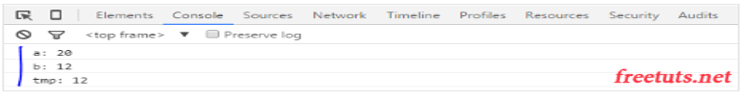 Elements Console Sources Network Timeline Profiles Resources Security Audits
<top frame> ▼ Preserve log
a: 20
b: 12
tmp: 12
freetuts.net